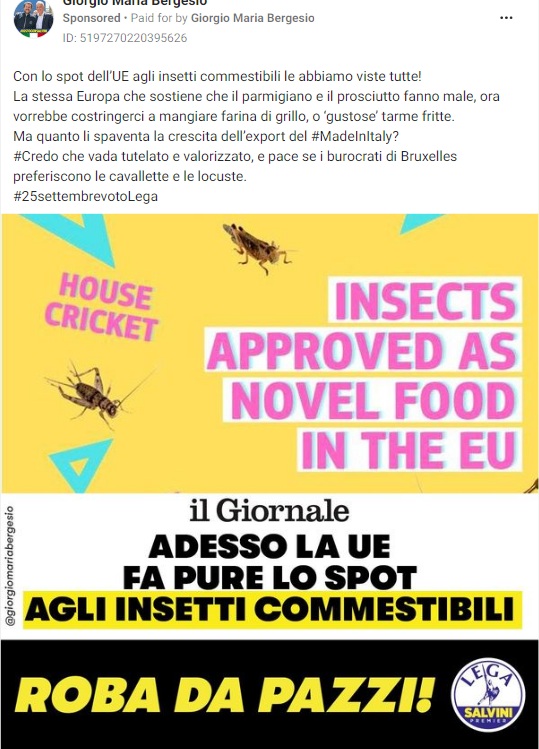 Giorgio Maria Bergesio
Sponsored • Paid for by Giorgio Maria Bergesio
ID: 5197270220395626
Con lo spot dell'UE agli insetti commestibili le abbiamo viste tutte!
La stessa Europa che sostiene che il parmigiano e il prosciutto fanno male, ora
vorrebbe costringerci a mangiare farina di grillo, o 'gustose' tarme fritte.
Ma quanto li spaventa la crescita dell'export del #MadeInItaly?
#Credo che vada tutelato e valorizzato, e pace se i burocrati di Bruxelles
preferiscono le cavallette e le locuste.
#25settembrevotoLega
HOUSE
CRICKET
INSECTS
APPROVED AS
NOVEL FOOD
IN THE EU
@giorgiomariabergesio
il Giornale
ADESSO LA UE
FA PURE LO SPOT
AGLI INSETTI COMMESTIBILI
ROBA DA PAZZI!
LEGA
SALVINI
PREMIER